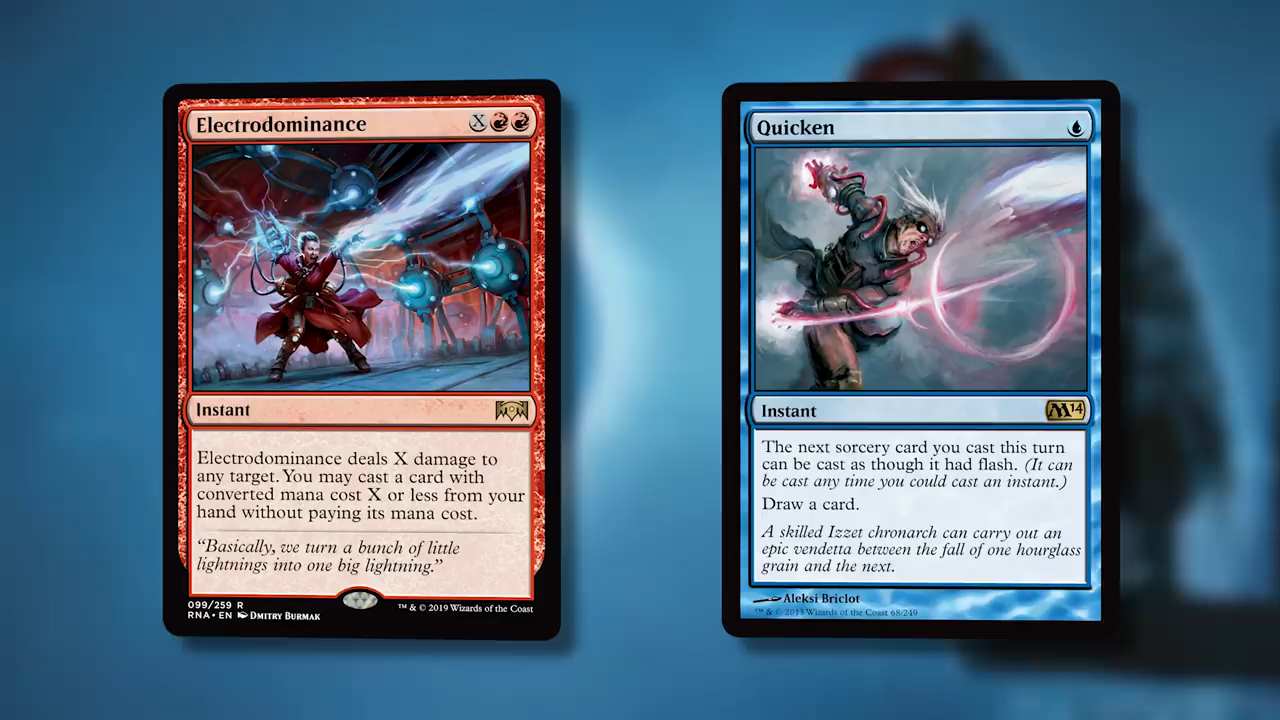 Electrodominance
X
Instant
Electrodominance deals X damage to
any target. You may cast a card with
converted mana cost X or less from your
hand without paying its mana cost.
"Basically, we turn a bunch of little
lightnings into one big lightning."
099/259 R
RNA • EN Dmitry Burmak
™ & © 2019 Wizards of the Coast
Quicken
Instant
M14
The next sorcery card you cast this turn
can be cast as though it had flash. (It can
be cast any time you could cast an instant.)
Draw a card.
A skilled Izzet chronarch can carry out an
epic vendetta between the fall of one hourglass
grain and the next.
Aleksi Briclot
™ & © 2013 Wizards of the Coast 68/249